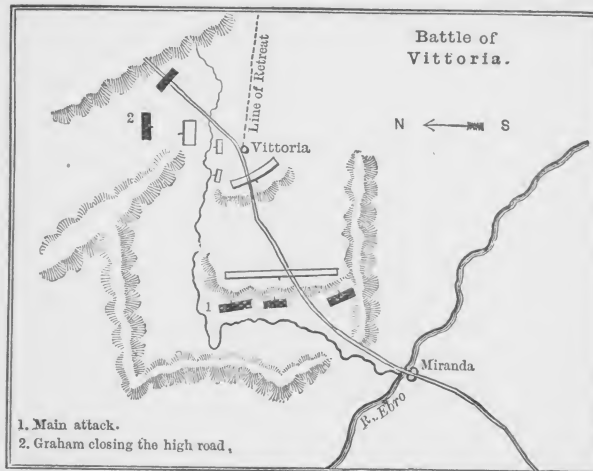 Battle of
Vittoria.
N S
Line of Retreat
2
Vittoria
1
Miranda
R. Ebro
1. Main attack.
2. Graham closing the high road,